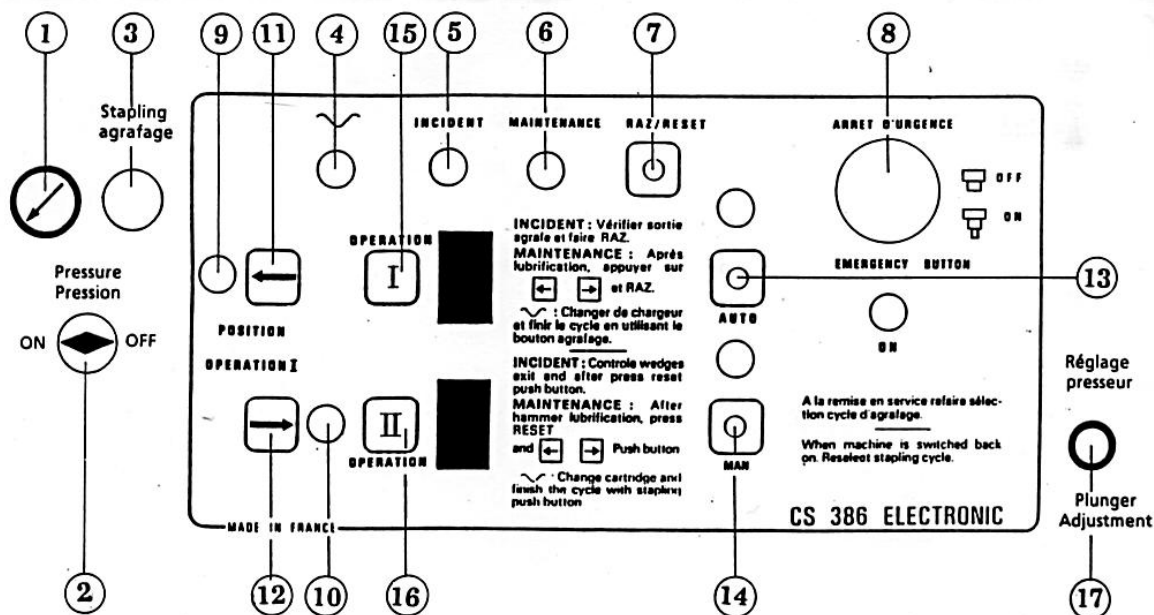 1 3 9 11 4 15 5 6 7 8
Stapling
agrafage
INCIDENT MAINTENANCE RAZ/RESET ARRET D'URGENCE
OFF
ON
Pressure
Pression
ON OFF
OPERATION
I
INCIDENT : Vérifier sortie
agrafe et faire RAZ.
MAINTENANCE : Après
lubrification, appuyer sur
et RAZ.
: Changer de chargeur
et finir le cycle en utilisant le
bouton agrafage.
INCIDENT : Controle wedges
exit and after press reset
push button.
MAINTENANCE : After
hammer lubrification, press
RESET
and Push button
: Change cartridge and
finish the cycle with stapling
push button
POSITION
OPERATION I
II
OPERATION
AUTO
MAN
EMERGENCY BUTTON
ON
13
A la remise en service refaire sélec-
tion cycle d'agrafage.
When machine is switched back
on. Reselect stapling cycle.
Réglage
presseur
Plunger
Adjustment
MADE IN FRANCE
CS 386 ELECTRONIC
2 12 10 16 14 17